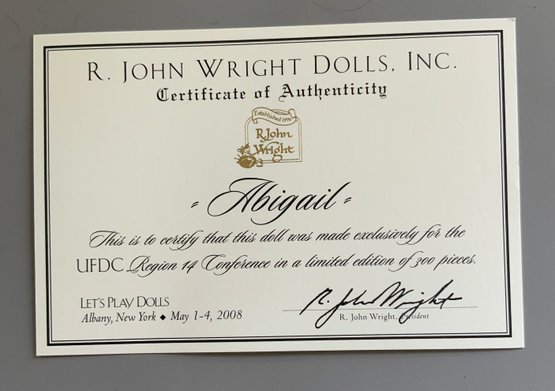 R. JOHN WRIGHT DOLLS, INC.
Certificate of Authenticity
Established 1976
R. John
Wright
"Abigail"
This is to certify that this doll was made exclusively for the
UFDC Region 14 Conference in a limited edition of 300 pieces.
LET'S PLAY DOLLS
Albany, New York ◆ May 1-4, 2008
R. John Wright
R. John Wright, President